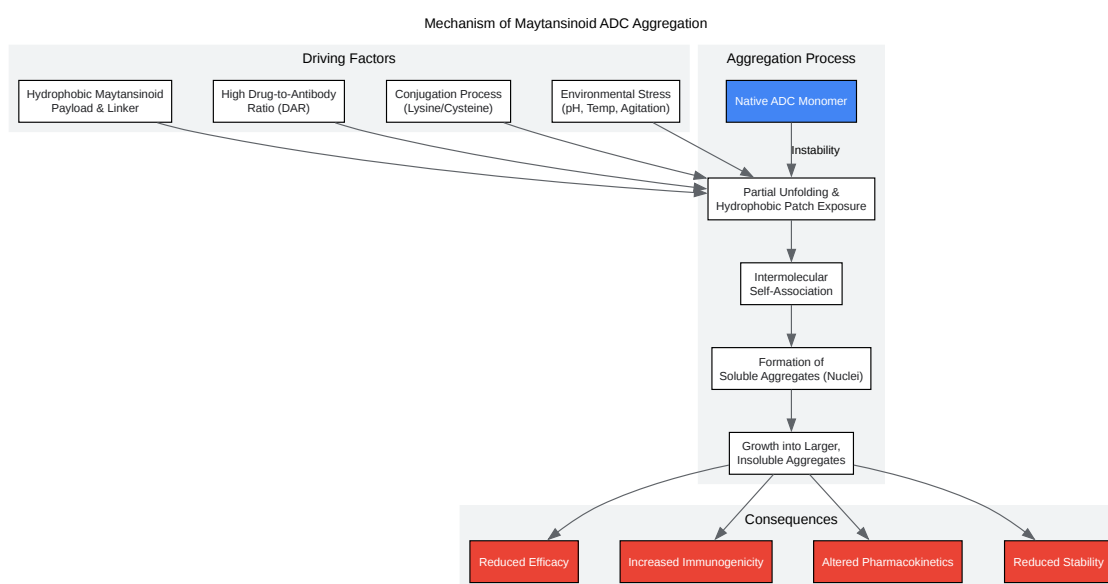 Mechanism of Maytansinoid ADC Aggregation
Driving Factors
Aggregation Process
Hydrophobic Maytansinoid
Payload & Linker
High Drug-to-Antibody
Ratio (DAR)
Conjugation Process
(Lysine/Cysteine)
Environmental Stress
(pH, Temp, Agitation)
Native ADC Monomer
Instability
Partial Unfolding &
Hydrophobic Patch Exposure
Intermolecular
Self-Association
Formation of
Soluble Aggregates (Nuclei)
Growth into Larger,
Insoluble Aggregates
Consequences
Reduced Efficacy
Increased Immunogenicity
Altered Pharmacokinetics
Reduced Stability